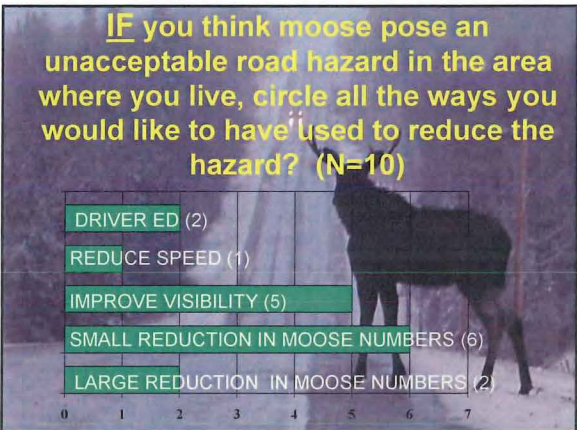 IF you think moose pose an
unacceptable road hazard in the area
where you live, circle all the ways you
would like to have used to reduce the
hazard? (N=10)
DRIVER ED (2)
REDUCE SPEED (1)
IMPROVE VISIBILITY (5)
SMALL REDUCTION IN MOOSE NUMBERS (6)
LARGE REDUCTION IN MOOSE NUMBERS (2)
0 1 2 3 4 5 6 7